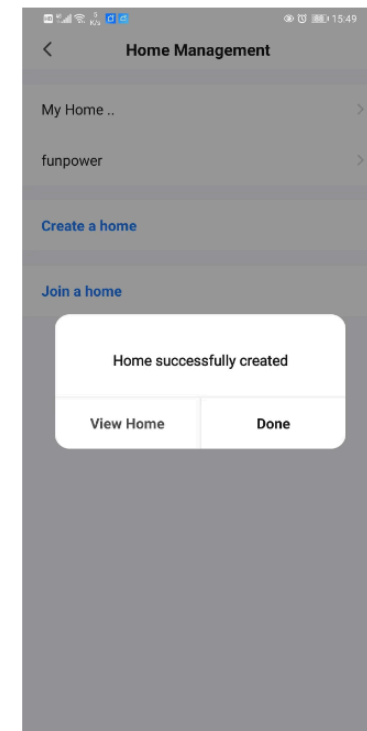 15:49
Home Management
My Home ..
funpower
Create a home
Join a home
Home successfully created
View Home Done